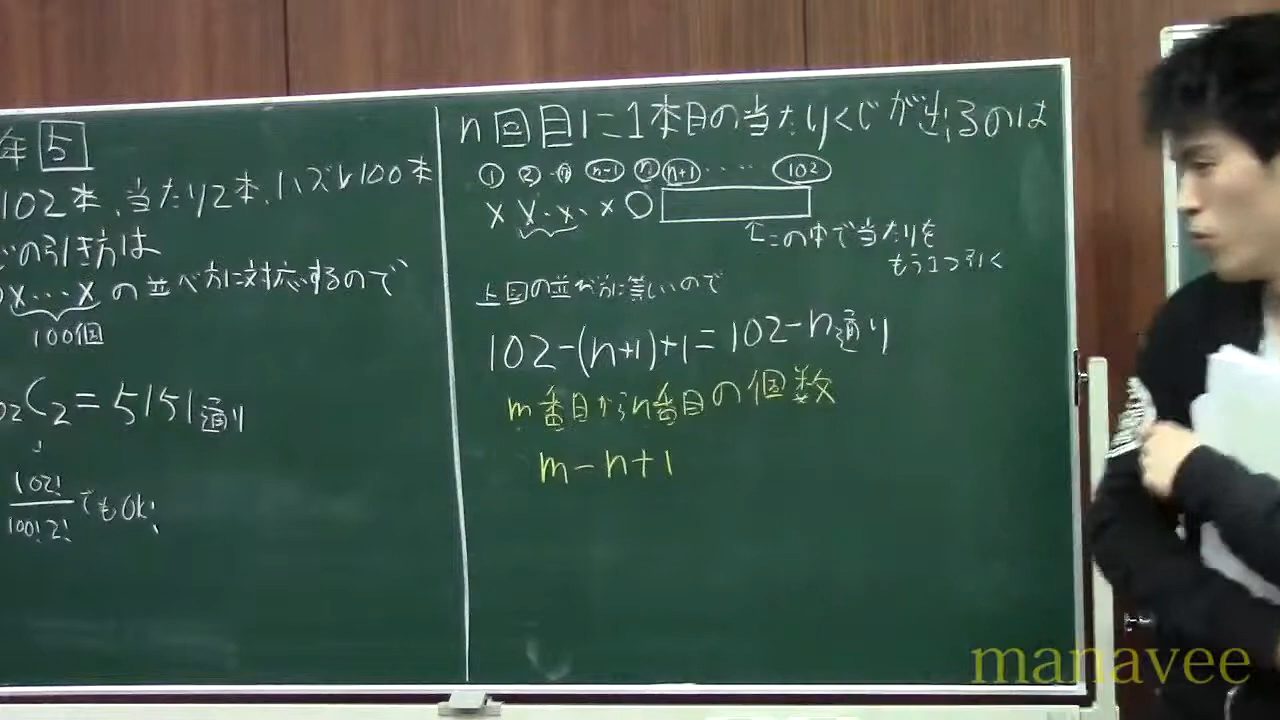 年 5
102本、当たり2本、ハズレ100本
じの引き方は
○×…×の並べ方に対応するので
100個
02C2=5151通り
102!/100!2! でもOK!
n回目に1本目の当たりくじが出るのは
① ② … n-1 n n+1 ‥‥ 102
× ×‥×‥ × ○
↑この中で当たりを
もう1つ引く
上図の並べ方に等しいので
102-(n+1)+1=102-n通り
m番目からn番目の個数
m-n+1
manavee